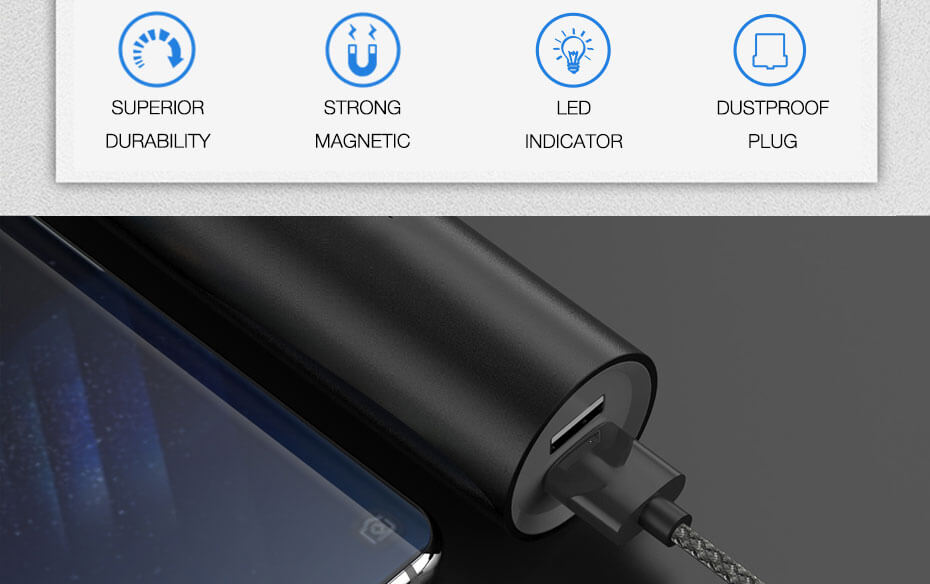 SUPERIOR
DURABILITY
STRONG
MAGNETIC
LED
INDICATOR
DUSTPROOF
PLUG